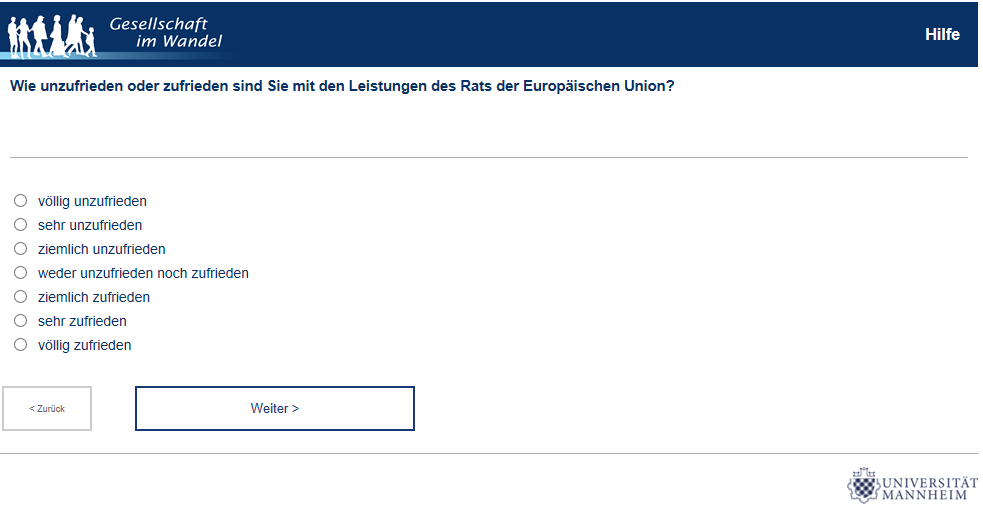 Gesellschaft
im Wandel
Hilfe
Wie unzufrieden oder zufrieden sind Sie mit den Leistungen des Rats der Europäischen Union?
völlig unzufrieden
sehr unzufrieden
ziemlich unzufrieden
weder unzufrieden noch zufrieden
ziemlich zufrieden
sehr zufrieden
völlig zufrieden
< Zurück
Weiter >
UNIVERSITÄT
MANNHEIM